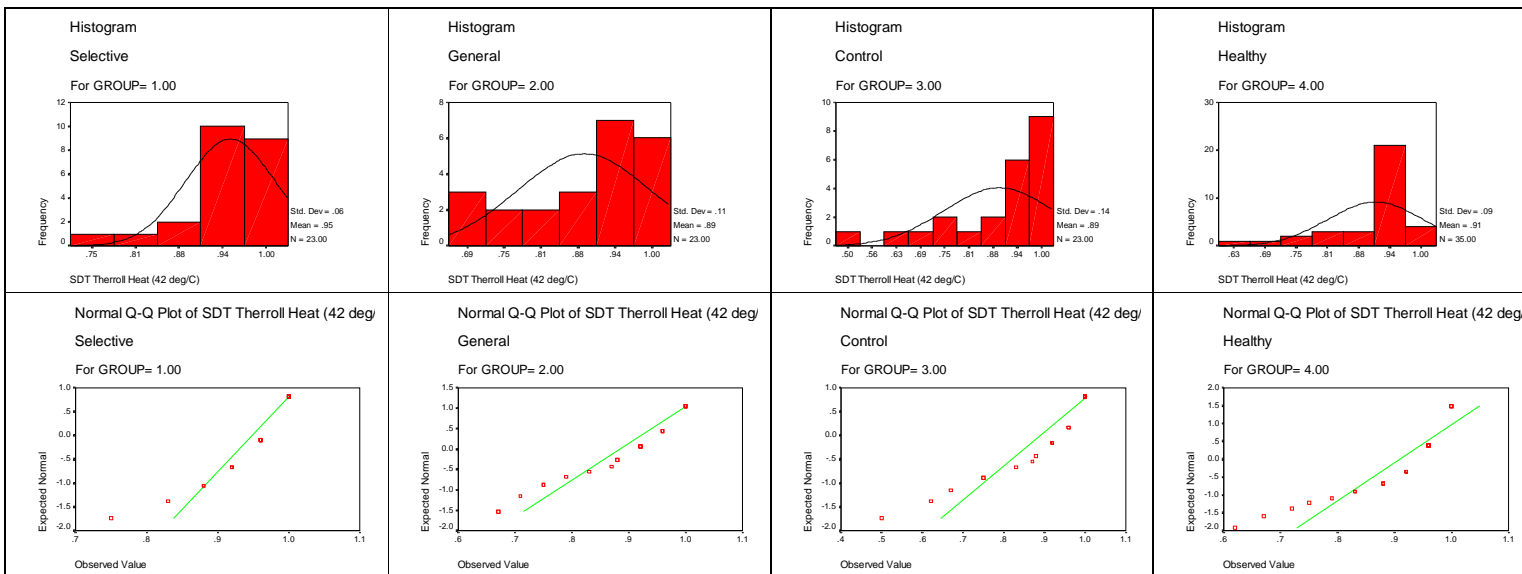 Histogram
Selective
For GROUP= 1.00
12
10
8
6
4
2
0
Frequency
.75 .81 .88 .94 1.00
Std. Dev = .06
Mean = .95
N = 23.00
SDT Therroll Heat (42 deg/C)
Histogram
General
For GROUP= 2.00
8
6
4
2
0
Frequency
.69 .75 .81 .88 .94 1.00
Std. Dev = .11
Mean = .89
N = 23.00
SDT Therroll Heat (42 deg/C)
Histogram
Control
For GROUP= 3.00
10
8
6
4
2
0
Frequency
.50 .56 .63 .69 .75 .81 .88 .94 1.00
Std. Dev = .14
Mean = .89
N = 23.00
SDT Therroll Heat (42 deg/C)
Histogram
Healthy
For GROUP= 4.00
30
20
10
0
Frequency
.63 .69 .75 .81 .88 .94 1.00
Std. Dev = .09
Mean = .91
N = 35.00
SDT Therroll Heat (42 deg/C)
Normal Q-Q Plot of SDT Therroll Heat (42 deg/
Selective
For GROUP= 1.00
1.0
.5
0.0
-.5
-1.0
-1.5
-2.0
Expected Normal
.7 .8 .9 1.0 1.1
Observed Value
Normal Q-Q Plot of SDT Therroll Heat (42 deg/
General
For GROUP= 2.00
1.5
1.0
.5
0.0
-.5
-1.0
-1.5
-2.0
Expected Normal
.6 .7 .8 .9 1.0 1.1
Observed Value
Normal Q-Q Plot of SDT Therroll Heat (42 deg/
Control
For GROUP= 3.00
1.0
.5
0.0
-.5
-1.0
-1.5
-2.0
Expected Normal
.4 .5 .6 .7 .8 .9 1.0 1.1
Observed Value
Normal Q-Q Plot of SDT Therroll Heat (42 deg/
Healthy
For GROUP= 4.00
2.0
1.5
1.0
.5
0.0
-.5
-1.0
-1.5
-2.0
Expected Normal
.6 .7 .8 .9 1.0 1.1
Observed Value